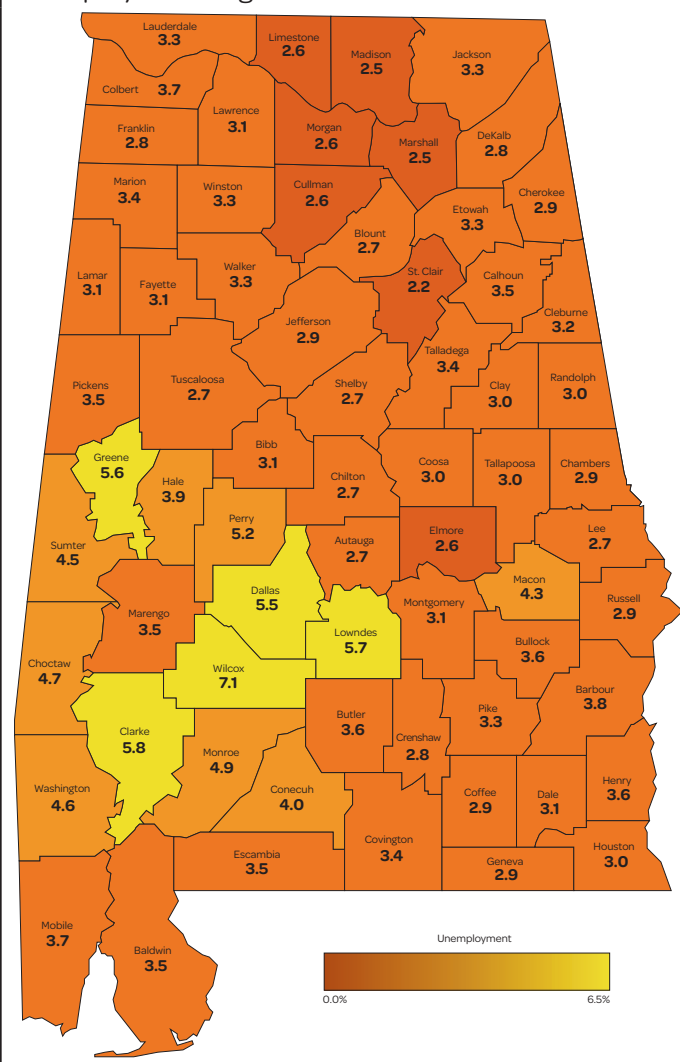 Lauderdale
3.3
Limestone
2.6
Madison
2.5
Jackson
3.3
Colbert 3.7
Lawrence
3.1
Franklin
2.8
Morgan
2.6
Marshall
2.5
DeKalb
2.8
Marion
3.4
Winston
3.3
Cullman
2.6
Cherokee
2.9
Etowah
3.3
Blount
2.7
Lamar
3.1
Fayette
3.1
Walker
3.3
St. Clair
2.2
Calhoun
3.5
Cleburne
3.2
Jefferson
2.9
Talladega
3.4
Pickens
3.5
Tuscaloosa
2.7
Shelby
2.7
Clay
3.0
Randolph
3.0
Greene
5.6
Hale
3.9
Bibb
3.1
Chilton
2.7
Coosa
3.0
Tallapoosa
3.0
Chambers
2.9
Sumter
4.5
Perry
5.2
Autauga
2.7
Elmore
2.6
Lee
2.7
Macon
4.3
Dallas
5.5
Marengo
3.5
Montgomery
3.1
Russell
2.9
Lowndes
5.7
Bullock
3.6
Choctaw
4.7
Wilcox
7.1
Barbour
3.8
Clarke
5.8
Butler
3.6
Pike
3.3
Crenshaw
2.8
Monroe
4.9
Washington
4.6
Conecuh
4.0
Coffee
2.9
Dale
3.1
Henry
3.6
Covington
3.4
Escambia
3.5
Geneva
2.9
Houston
3.0
Mobile
3.7
Baldwin
3.5
Unemployment
0.0% 6.5%